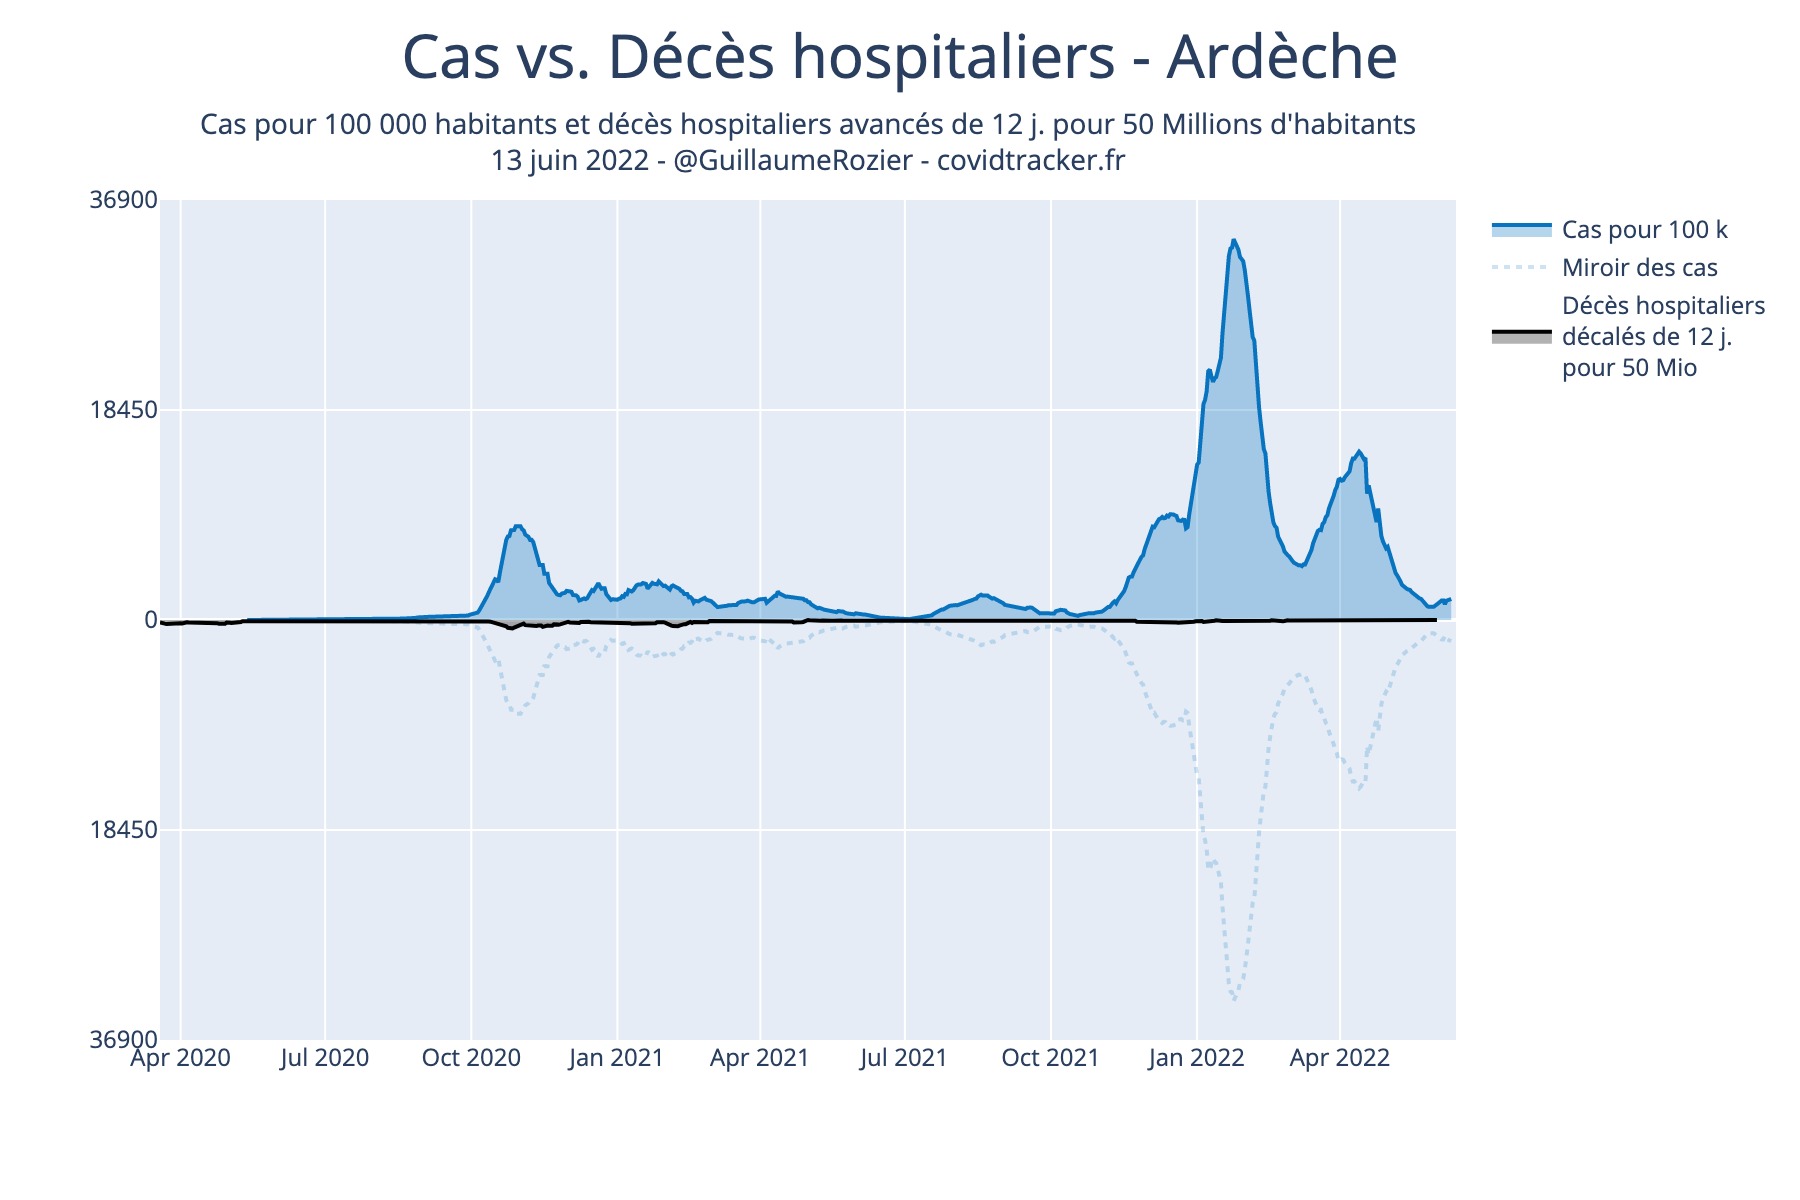 Cas vs. Décès hospitaliers - Ardèche
Cas pour 100 000 habitants et décès hospitaliers avancés de 12 j. pour 50 Millions d'habitants
13 juin 2022 - @GuillaumeRozier - covidtracker.fr
36900
18450
0
18450
36900
Apr 2020
Jul 2020
Oct 2020
Jan 2021
Apr 2021
Jul 2021
Oct 2021
Jan 2022
Apr 2022
Cas pour 100 k
Miroir des cas
Décès hospitaliers
décalés de 12 j.
pour 50 Mio